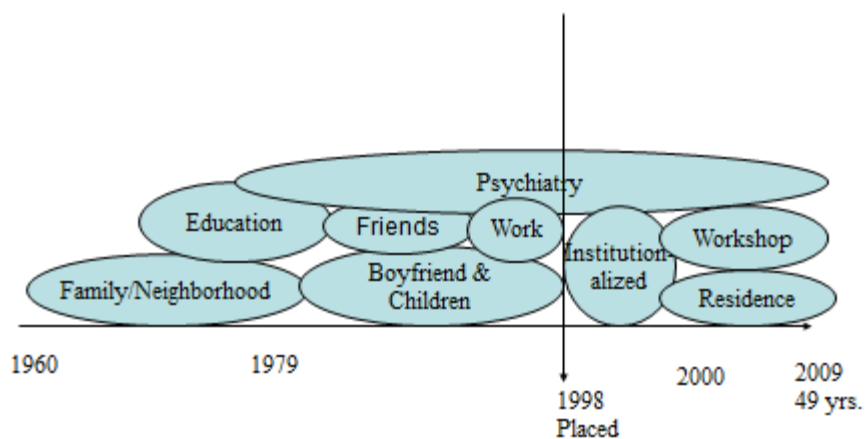 Psychiatry
Education
Friends
Work
Institution-
alized
Workshop
Family/Neighborhood
Boyfriend &
Children
Residence
1960
1979
1998
Placed
2000
2009
49 yrs.